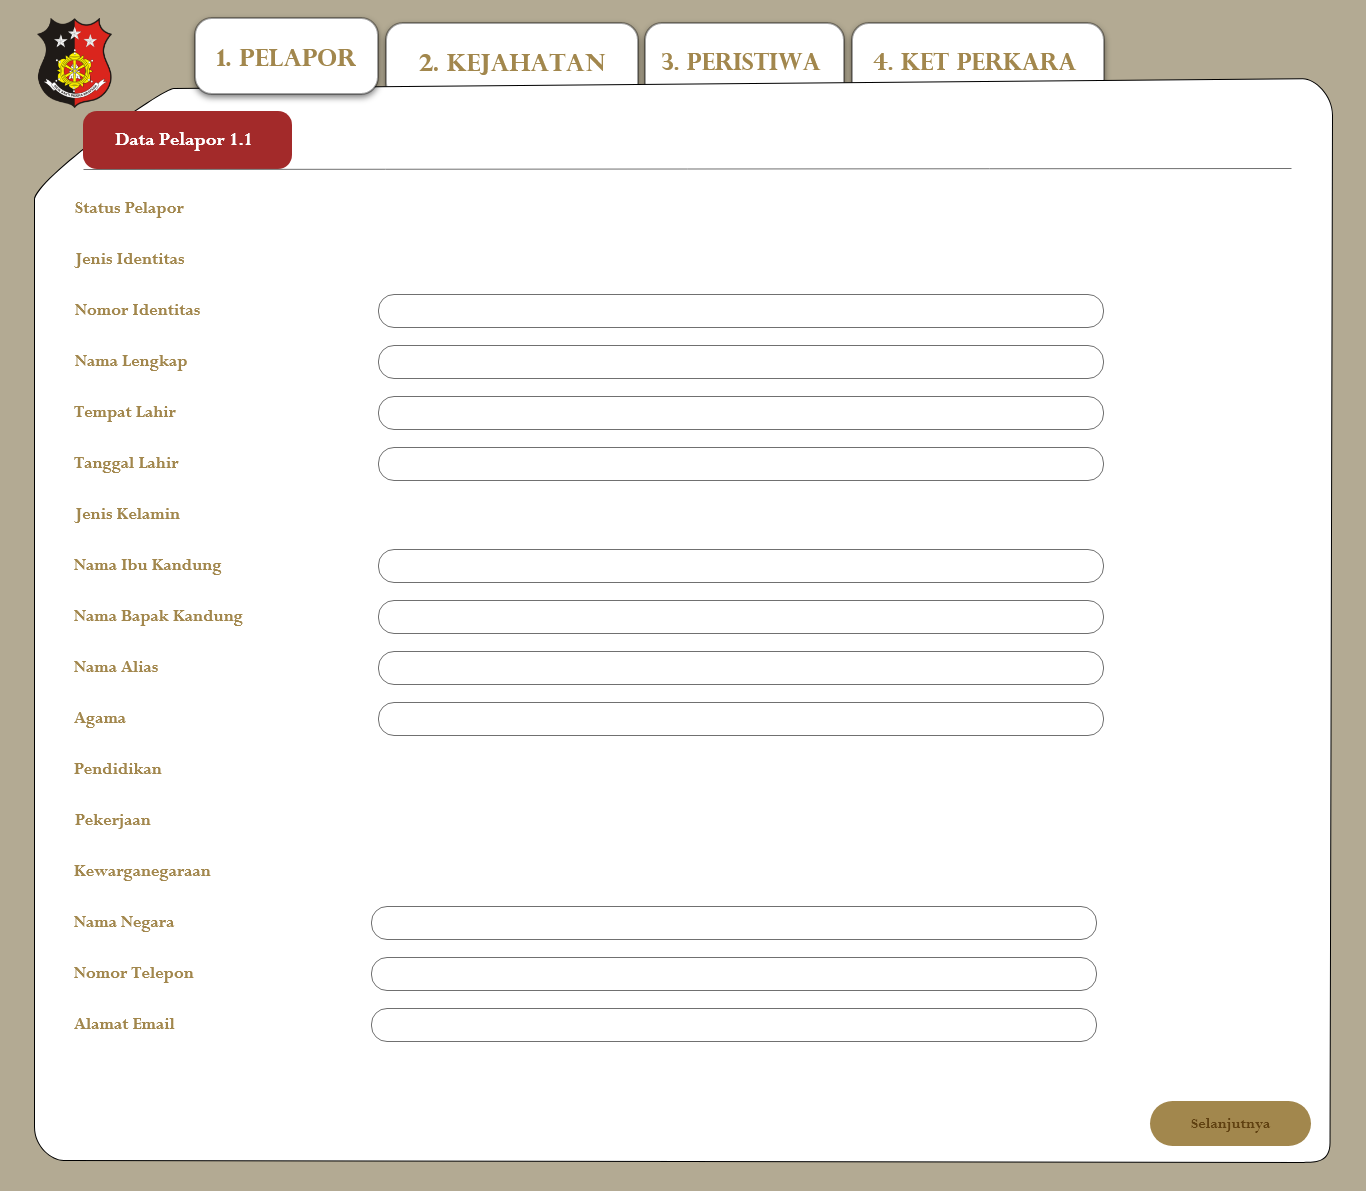 1. PELAPOR
2. KEJAHATAN
3. PERISTIWA
4. KET PERKARA
Data Pelapor 1.1
Status Pelapor
Jenis Identitas
Nomor Identitas
Nama Lengkap
Tempat Lahir
Tanggal Lahir
Jenis Kelamin
Nama Ibu Kandung
Nama Bapak Kandung
Nama Alias
Agama
Pendidikan
Pekerjaan
Kewarganegaraan
Nama Negara
Nomor Telepon
Alamat Email
Selanjutnya